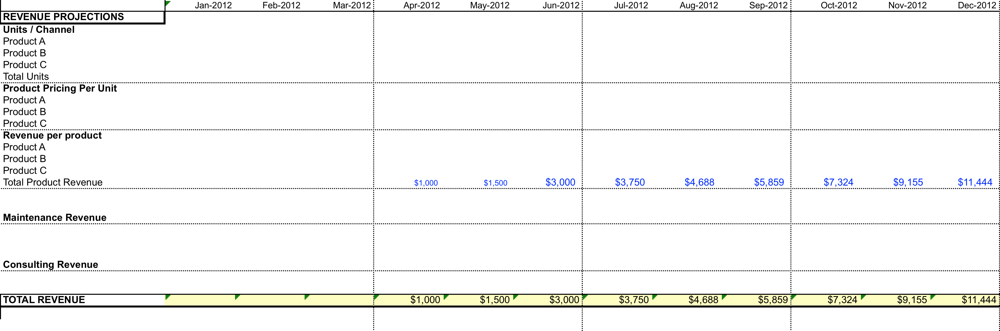 Jan-2012 Feb-2012 Mar-2012 Apr-2012 May-2012 Jun-2012 Jul-2012 Aug-2012 Sep-2012 Oct-2012 Nov-2012 Dec-2012
REVENUE PROJECTIONS
Units / Channel
Product A
Product B
Product C
Total Units
Product Pricing Per Unit
Product A
Product B
Product C
Revenue per product
Product A
Product B
Product C
Total Product Revenue $1,000 $1,500 $3,000 $3,750 $4,688 $5,859 $7,324 $9,155 $11,444
Maintenance Revenue
Consulting Revenue
TOTAL REVENUE $1,000 $1,500 $3,000 $3,750 $4,688 $5,859 $7,324 $9,155 $11,444